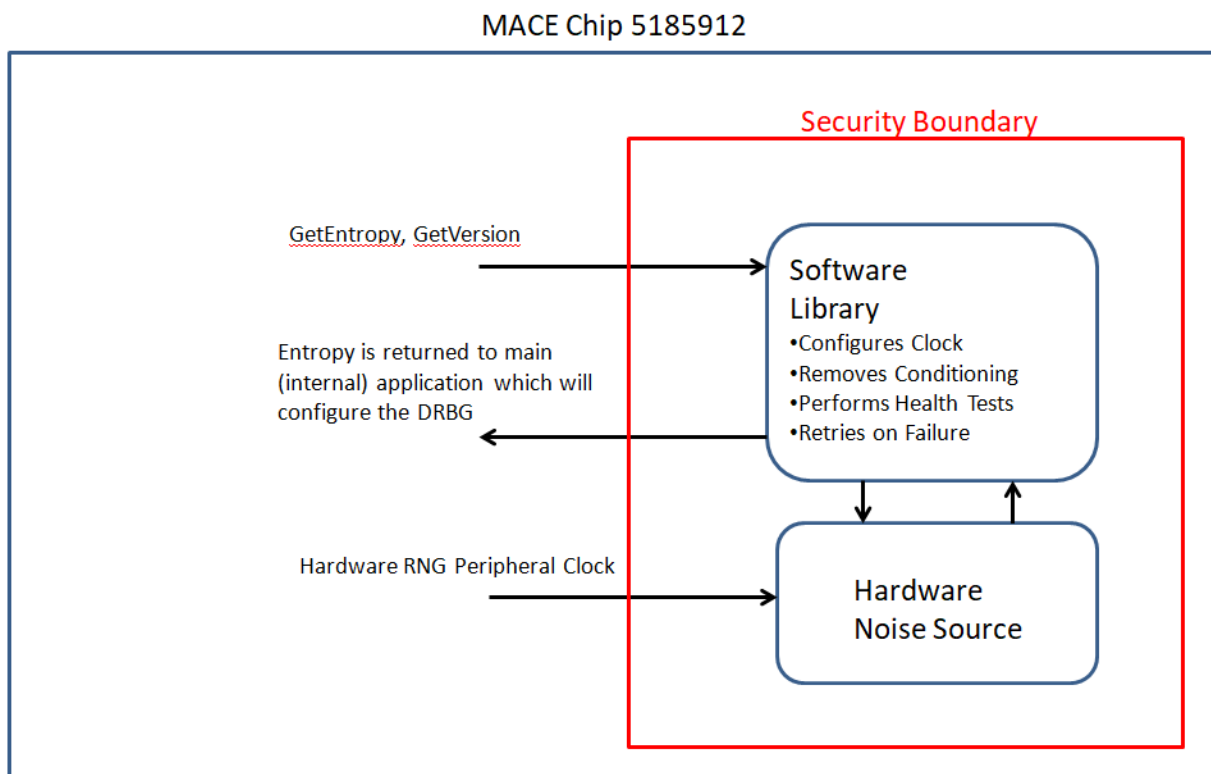 MACE Chip 5185912
Security Boundary
GetEntropy, GetVersion
Software
Library
•Configures Clock
•Removes Conditioning
•Performs Health Tests
•Retries on Failure
Entropy is returned to main
(internal) application which will
configure the DRBG
Hardware RNG Peripheral Clock
Hardware
Noise Source